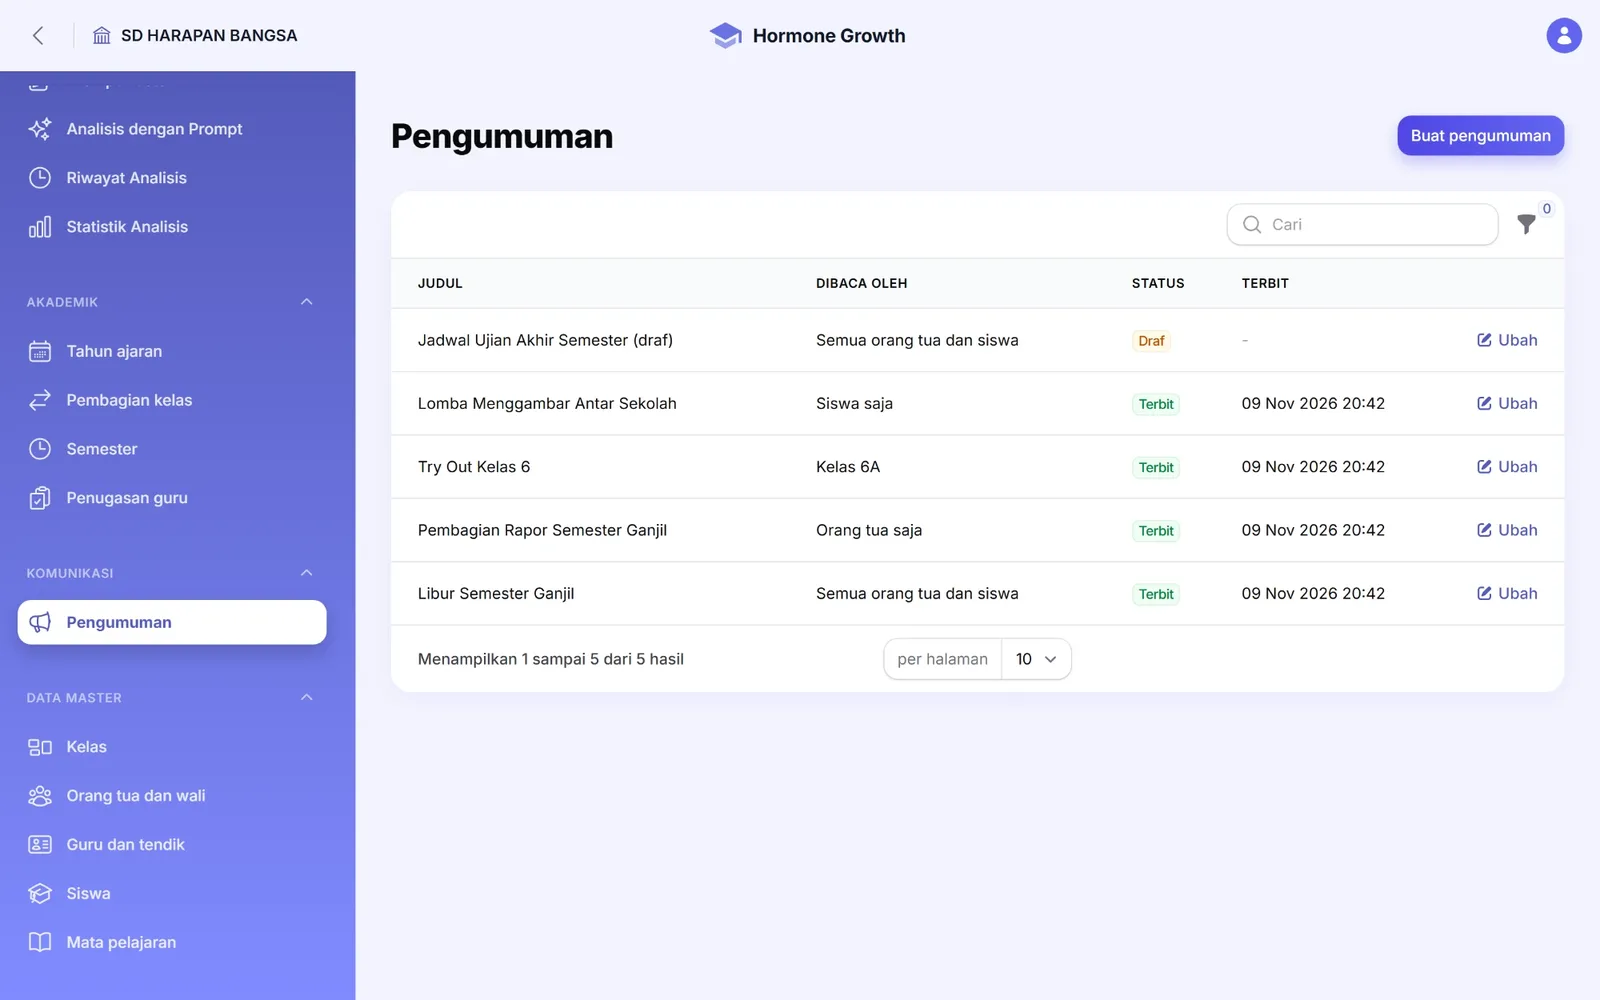 SD HARAPAN BANGSA
Hormone Growth
Analisis dengan Prompt
Riwayat Analisis
Statistik Analisis
AKADEMIK
Tahun ajaran
Pembagian kelas
Semester
Penugasan guru
KOMUNIKASI
Pengumuman
DATA MASTER
Kelas
Orang tua dan wali
Guru dan tendik
Siswa
Mata pelajaran
Pengumuman
Buat pengumuman
Cari
0
JUDUL DIBACA OLEH STATUS TERBIT
Jadwal Ujian Akhir Semester (draf) Semua orang tua dan siswa Draf - Ubah
Lomba Menggambar Antar Sekolah Siswa saja Terbit 09 Nov 2026 20:42 Ubah
Try Out Kelas 6 Kelas 6A Terbit 09 Nov 2026 20:42 Ubah
Pembagian Rapor Semester Ganjil Orang tua saja Terbit 09 Nov 2026 20:42 Ubah
Libur Semester Ganjil Semua orang tua dan siswa Terbit 09 Nov 2026 20:42 Ubah
Menampilkan 1 sampai 5 dari 5 hasil per halaman 10